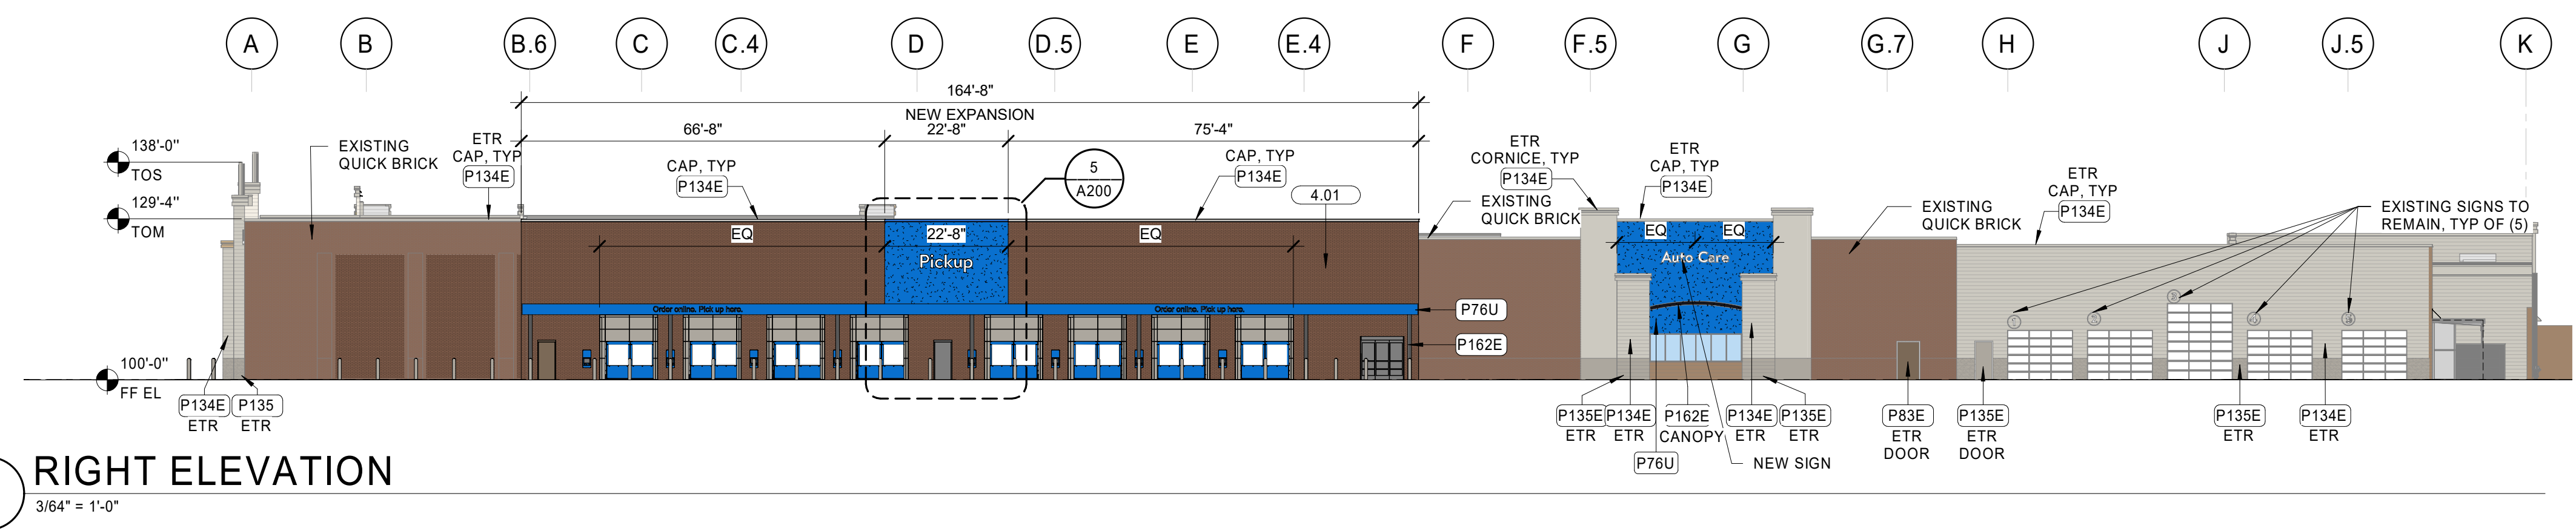 A B B.6 C C.4 D D.5 E E.4 F F.5 G G.7 H J J.5 K
164'-8"
NEW EXPANSION
66'-8" 22'-8" 75'-4"
138'-0"
TOS
129'-4"
TOM
100'-0"
FF EL
EXISTING
QUICK BRICK
ETR
CAP, TYP
P134E
CAP, TYP
P134E
5
A200
CAP, TYP
P134E
4.01
EXISTING
QUICK BRICK
ETR
CORNICE, TYP
P134E
ETR
CAP, TYP
P134E
EXISTING
QUICK BRICK
ETR
CAP, TYP
P134E
EXISTING SIGNS TO
REMAIN, TYP OF (5)
EQ 22'-8" EQ
EQ EQ
Pickup
Auto Care
Order online. Pick up here.
Order online. Pick up here.
P76U
P162E
P134E
ETR
P135
ETR
P135E
ETR
P134E
ETR
P162E
CANOPY
P134E
ETR
P135E
ETR
P76U
NEW SIGN
P83E
ETR
DOOR
P135E
ETR
DOOR
P135E
ETR
P134E
ETR
RIGHT ELEVATION
3/64" = 1'-0"